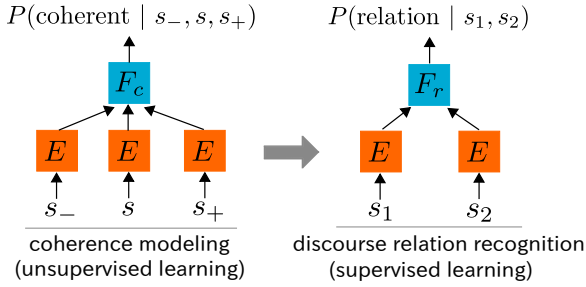 P(coherent | s₋, s, s₊)
P(relation | s₁, s₂)
F_c
F_r
E E E
E E
s₋ s s₊
s₁ s₂
coherence modeling
(unsupervised learning)
discourse relation recognition
(supervised learning)